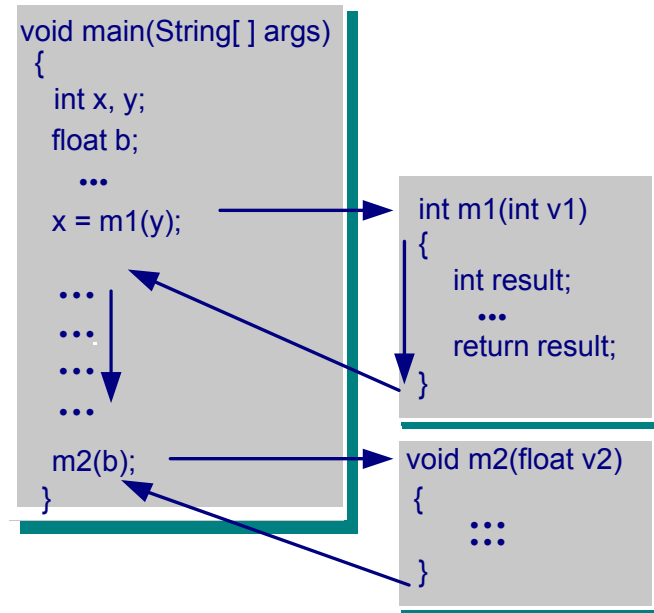 void main(String[ ] args)
{
int x, y;
float b;
...
x = m1(y);
...
...
...
...
m2(b);
}
int m1(int v1)
{
int result;
...
return result;
}
void m2(float v2)
{
...
...
}